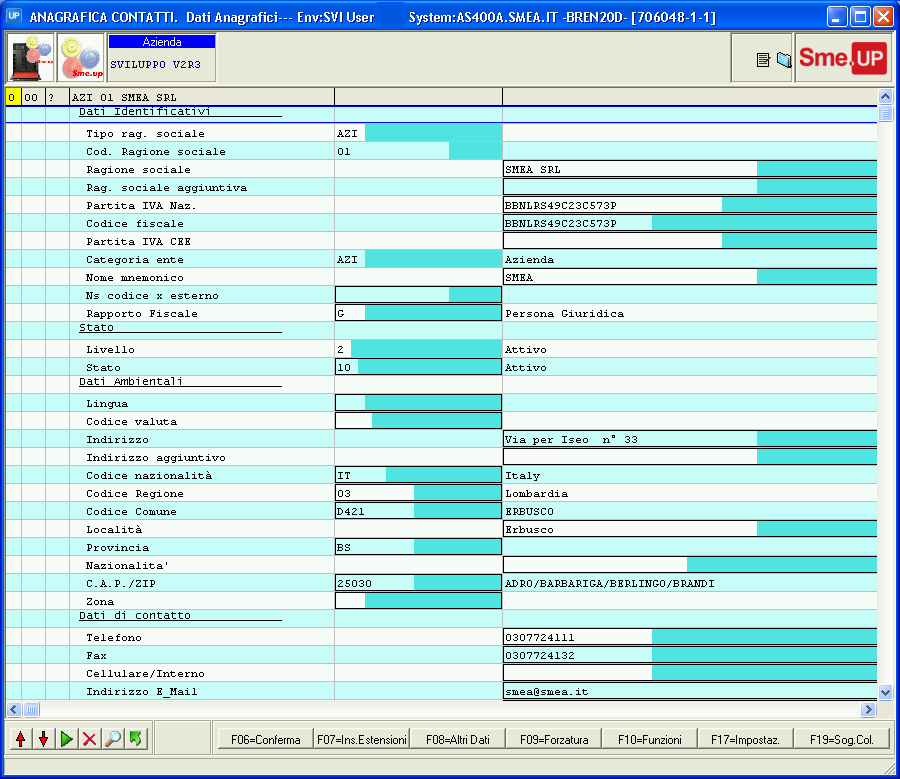 UP ANAGRAFICA CONTATTI. Dati Anagrafici--- Env:SVI User System:AS400A.SMEA.IT -BREN20D- [706048-1-1]
Sme.up Azienda Sme.UP
SVILUPPO V2R3
0 00 ? AZI 01 SMEA SRL
Dati Identificativi
Tipo rag. sociale AZI
Cod. Ragione sociale 01
Ragione sociale SMEA SRL
Rag. sociale aggiuntiva
Partita IVA Naz. BBNLRS49C23C573P
Codice fiscale BBNLRS49C23C573P
Partita IVA CEE
Categoria ente AZI Azienda
Nome mnemonico SMEA
Ns codice x esterno
Rapporto Fiscale G Persona Giuridica
Stato
Livello 2 Attivo
Stato 10 Attivo
Dati Ambientali
Lingua
Codice valuta
Indirizzo Via per Iseo n° 33
Indirizzo aggiuntivo
Codice nazionalità IT Italy
Codice Regione 03 Lombardia
Codice Comune D421 ERBUSCO
Località Erbusco
Provincia BS
Nazionalita'
C.A.P./ZIP 25030 ADRO/BARBARIGA/BERLINGO/BRANDI
Zona
Dati di contatto
Telefono 0307724111
Fax 0307724132
Cellulare/Interno
Indirizzo E_Mail smea@smea.it
F06=Conferma F07=Ins.Estensioni F08=Altri Dati F09=Forzatura F10=Funzioni F17=Impostaz. F19=Sog.Col.